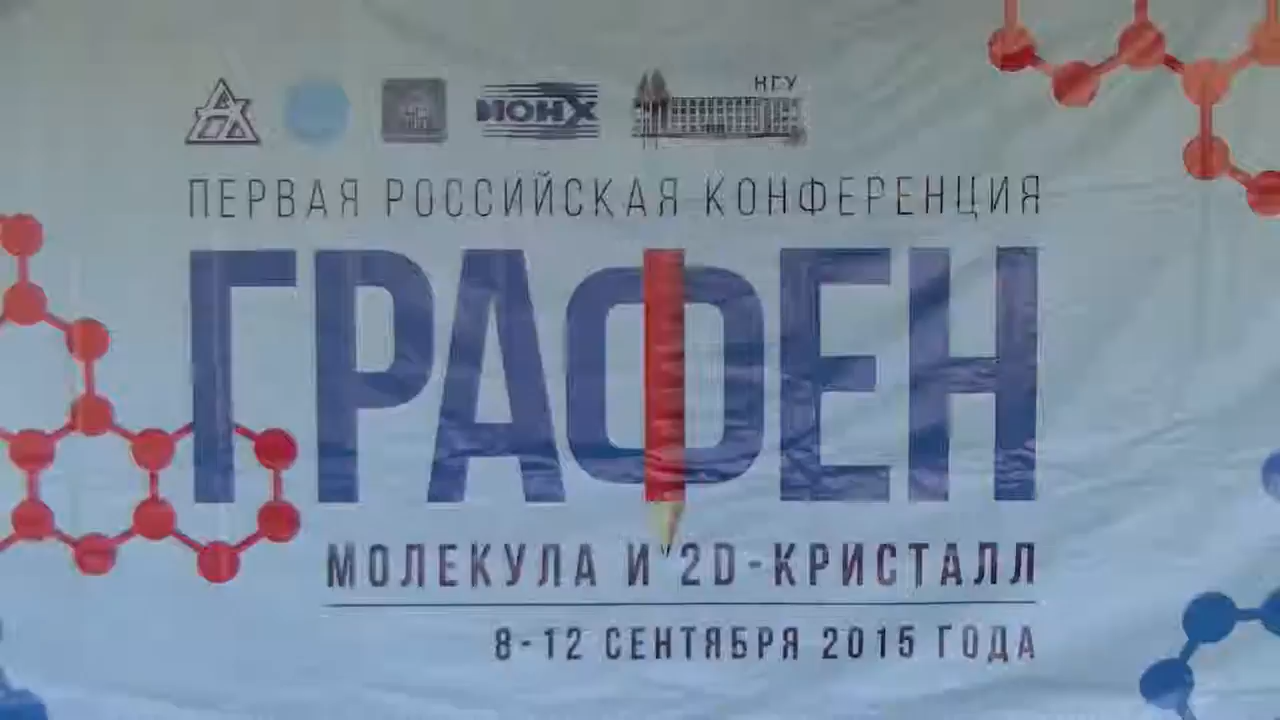 ИОНХ НГУ
ПЕРВАЯ РОССИЙСКАЯ КОНФЕРЕНЦИЯ
ГРАФЕН
МОЛЕКУЛА И 2D-КРИСТАЛЛ
8-12 СЕНТЯБРЯ 2015 ГОДА